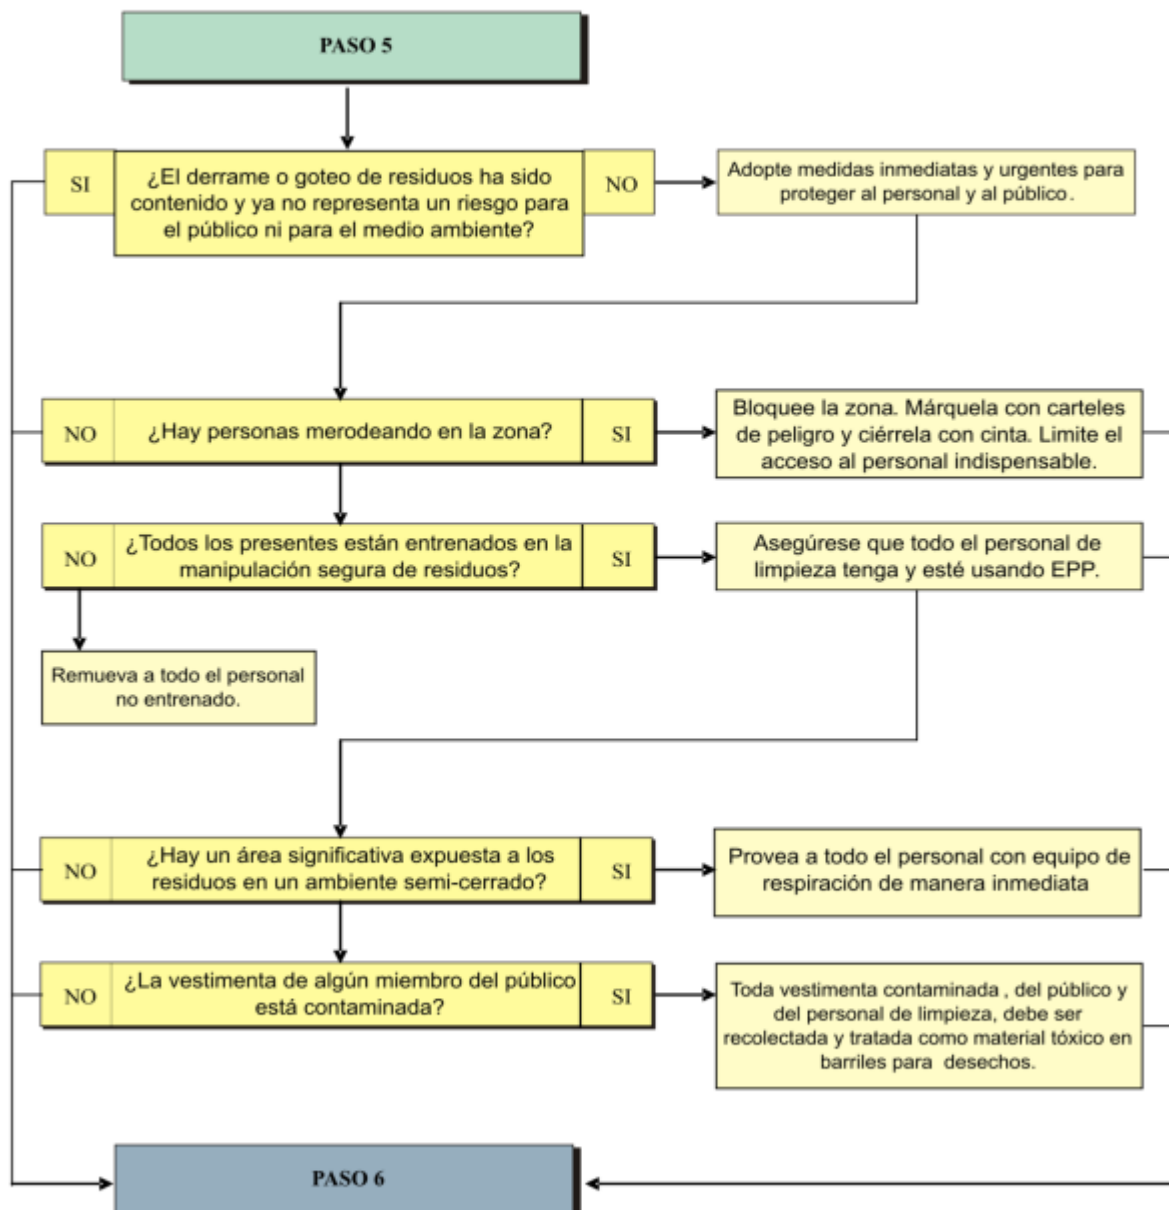 PASO 5
SI
¿El derrame o goteo de residuos ha sido
contenido y ya no representa un riesgo para
el público ni para el medio ambiente?
NO
Adopte medidas inmediatas y urgentes para
proteger al personal y al público.
NO
¿Hay personas merodeando en la zona?
SI
Bloquee la zona. Márquela con carteles
de peligro y ciérrela con cinta. Limite el
acceso al personal indispensable.
NO
¿Todos los presentes están entrenados en la
manipulación segura de residuos?
SI
Asegúrese que todo el personal de
limpieza tenga y esté usando EPP.
Remueva a todo el personal
no entrenado.
NO
¿Hay un área significativa expuesta a los
residuos en un ambiente semi-cerrado?
SI
Provea a todo el personal con equipo de
respiración de manera inmediata
NO
¿La vestimenta de algún miembro del público
está contaminada?
SI
Toda vestimenta contaminada , del público y
del personal de limpieza, debe ser
recolectada y tratada como material tóxico en
barriles para desechos.
PASO 6